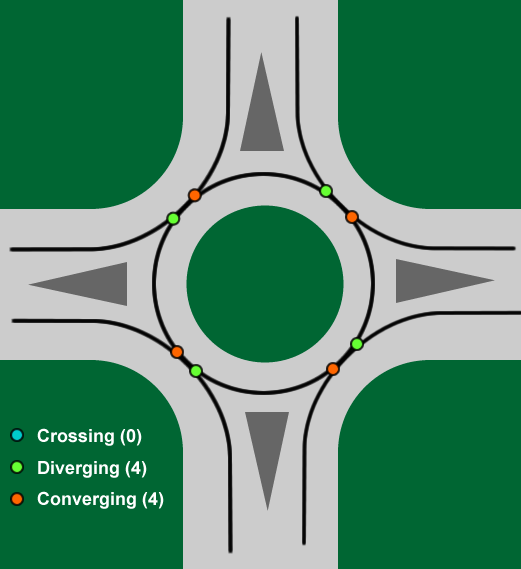 Crossing (0)
Diverging (4)
Converging (4)